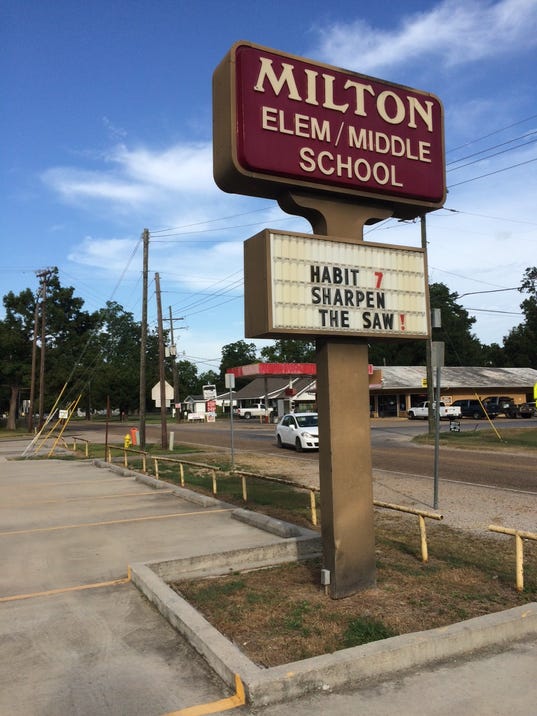 MILTON
ELEM/MIDDLE
SCHOOL
HABIT 7
SHARPEN
THE SAW!